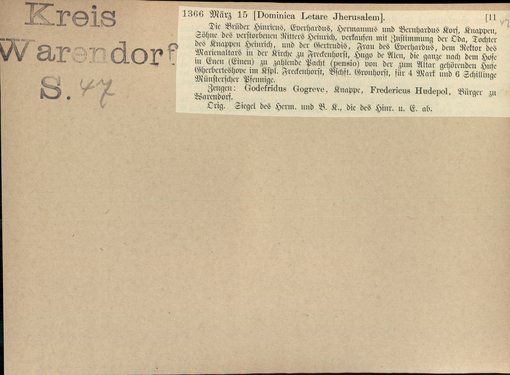 Kreis
Warendorf
S. 47
1366 März 15 [Dominica Letare Jherusalem]. [11
Die Brüder Hinricus, Everhardus, Hermannus und Bernhardus Korf, Knappen,
Söhne des verstorbenen Ritters Heinrich, verkaufen mit Zustimmung der Oda, Tochter
des Knappen Heinrich, und der Gertrudis, Frau des Everhardus, dem Rektor des
Marienaltars in der Kirche zu Freckenhorst, Hugo de Alen, die ganze nach dem Hofe
in Enen (Einen) zu zahlende Pacht (pensio) von der zum Altar gehörenden Hufe
Gherberteshove im Kspl. Freckenhorst, Bschft. Gronhorst, für 4 Mark und 6 Schillinge
Münsterscher Pfennige.
Zeugen: Godefridus Gogreve, Knappe, Fredericus Hudepol, Bürger zu
Warendorf.
Orig. Siegel des Herm. und B. K., die des Hinr. u. E. ab.